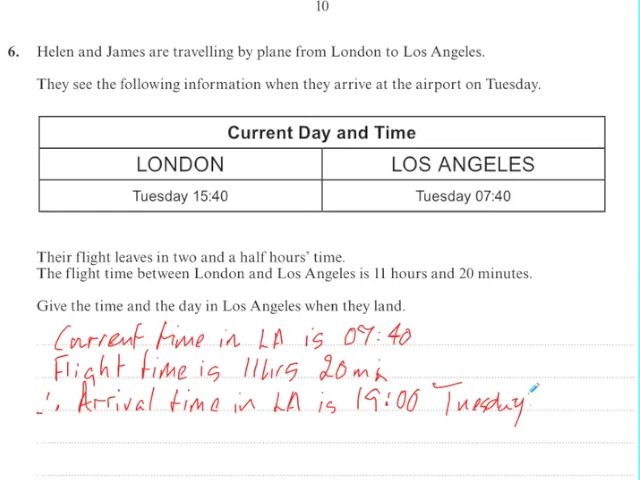 10
6. Helen and James are travelling by plane from London to Los Angeles.
They see the following information when they arrive at the airport on Tuesday.
Current Day and Time
LONDON LOS ANGELES
Tuesday 15:40 Tuesday 07:40
Their flight leaves in two and a half hours' time.
The flight time between London and Los Angeles is 11 hours and 20 minutes.
Give the time and the day in Los Angeles when they land.
Current time in LA is 07:40
Flight time is 11hrs 20min
∴ Arrival time in LA is 19:00 Tuesday